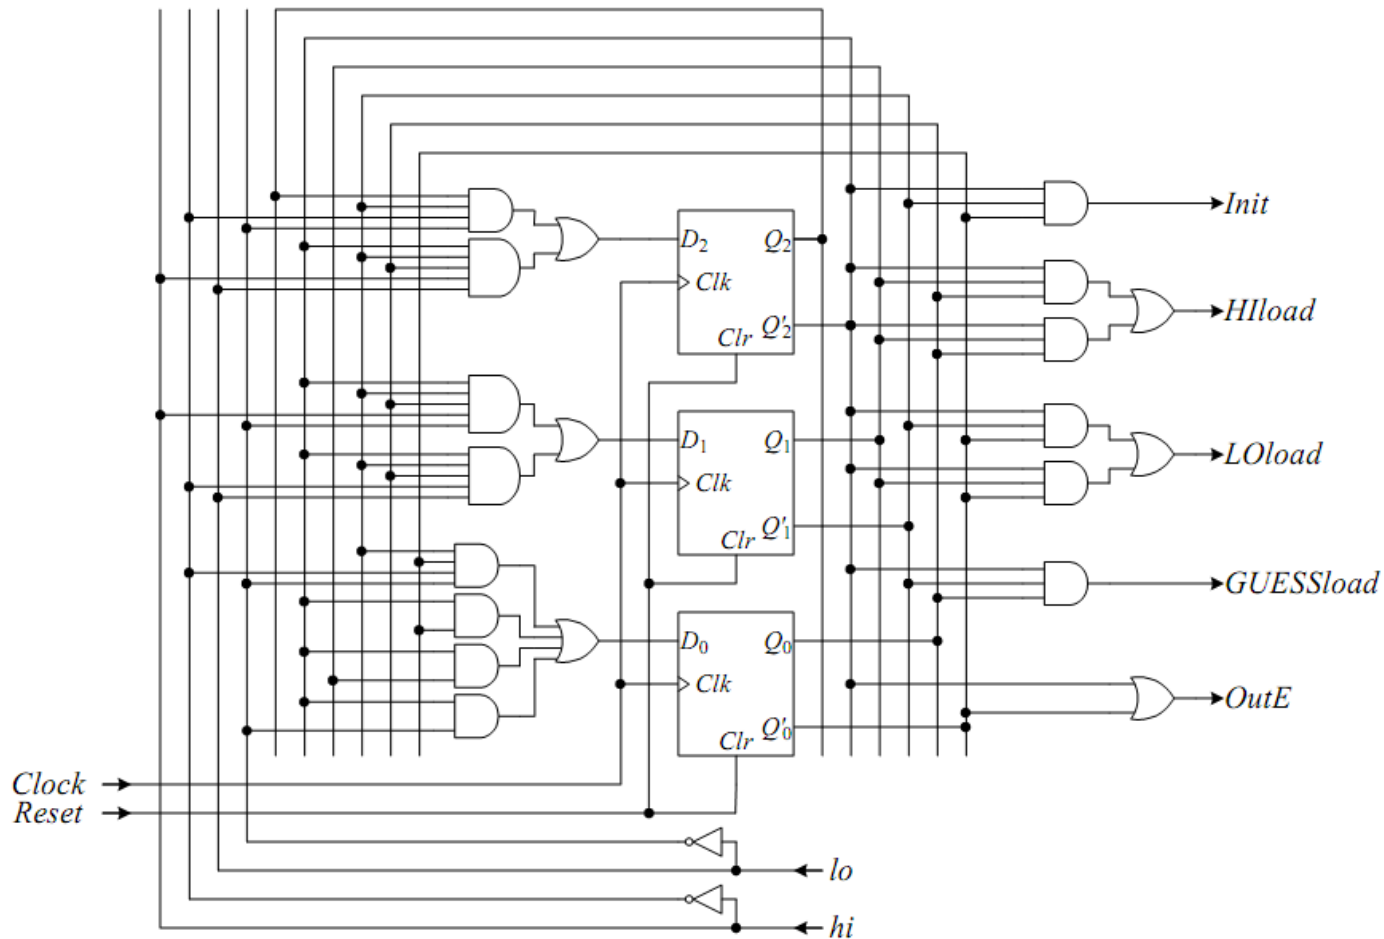 Init
D₂ Q₂
Clk
Q′₂
Clr
HIload
D₁ Q₁
Clk
Q′₁
Clr
LOload
GUESSload
D₀ Q₀
Clk
Q′₀
Clr
OutE
Clock
Reset
lo
hi